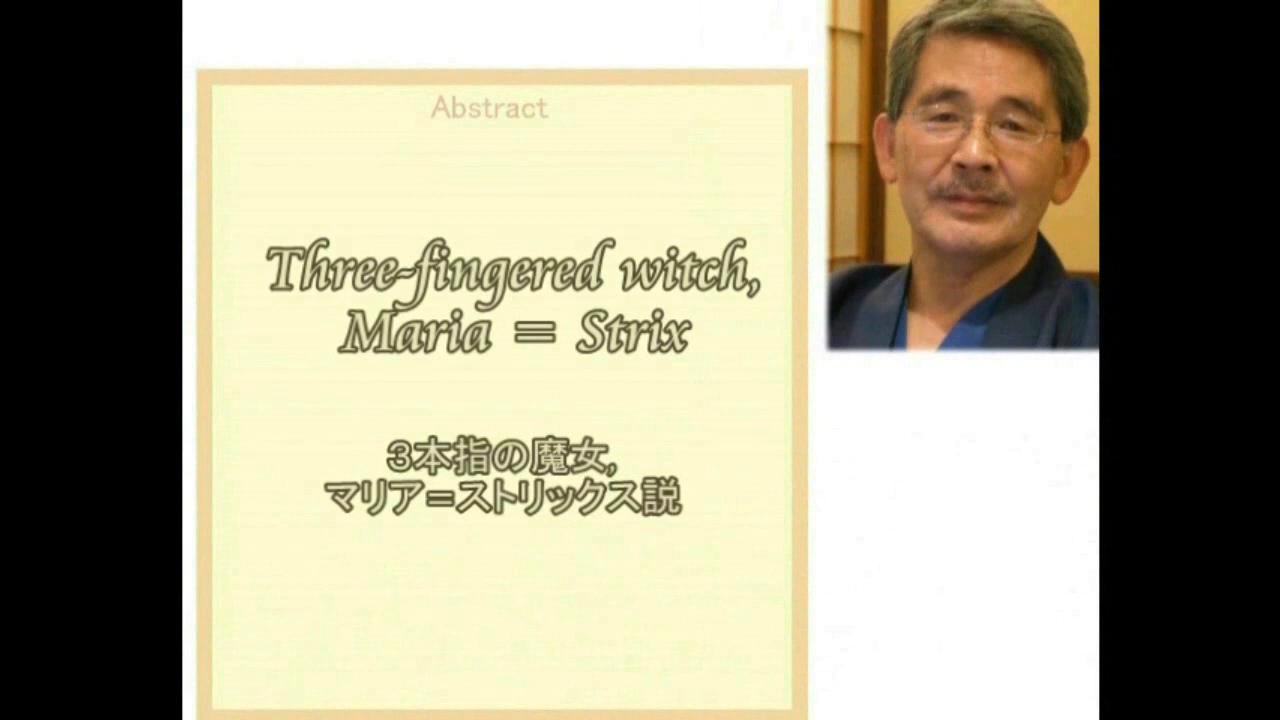 Abstract
Three-fingered witch,
Maria = Strix
３本指の魔女,
マリア=ストリックス説